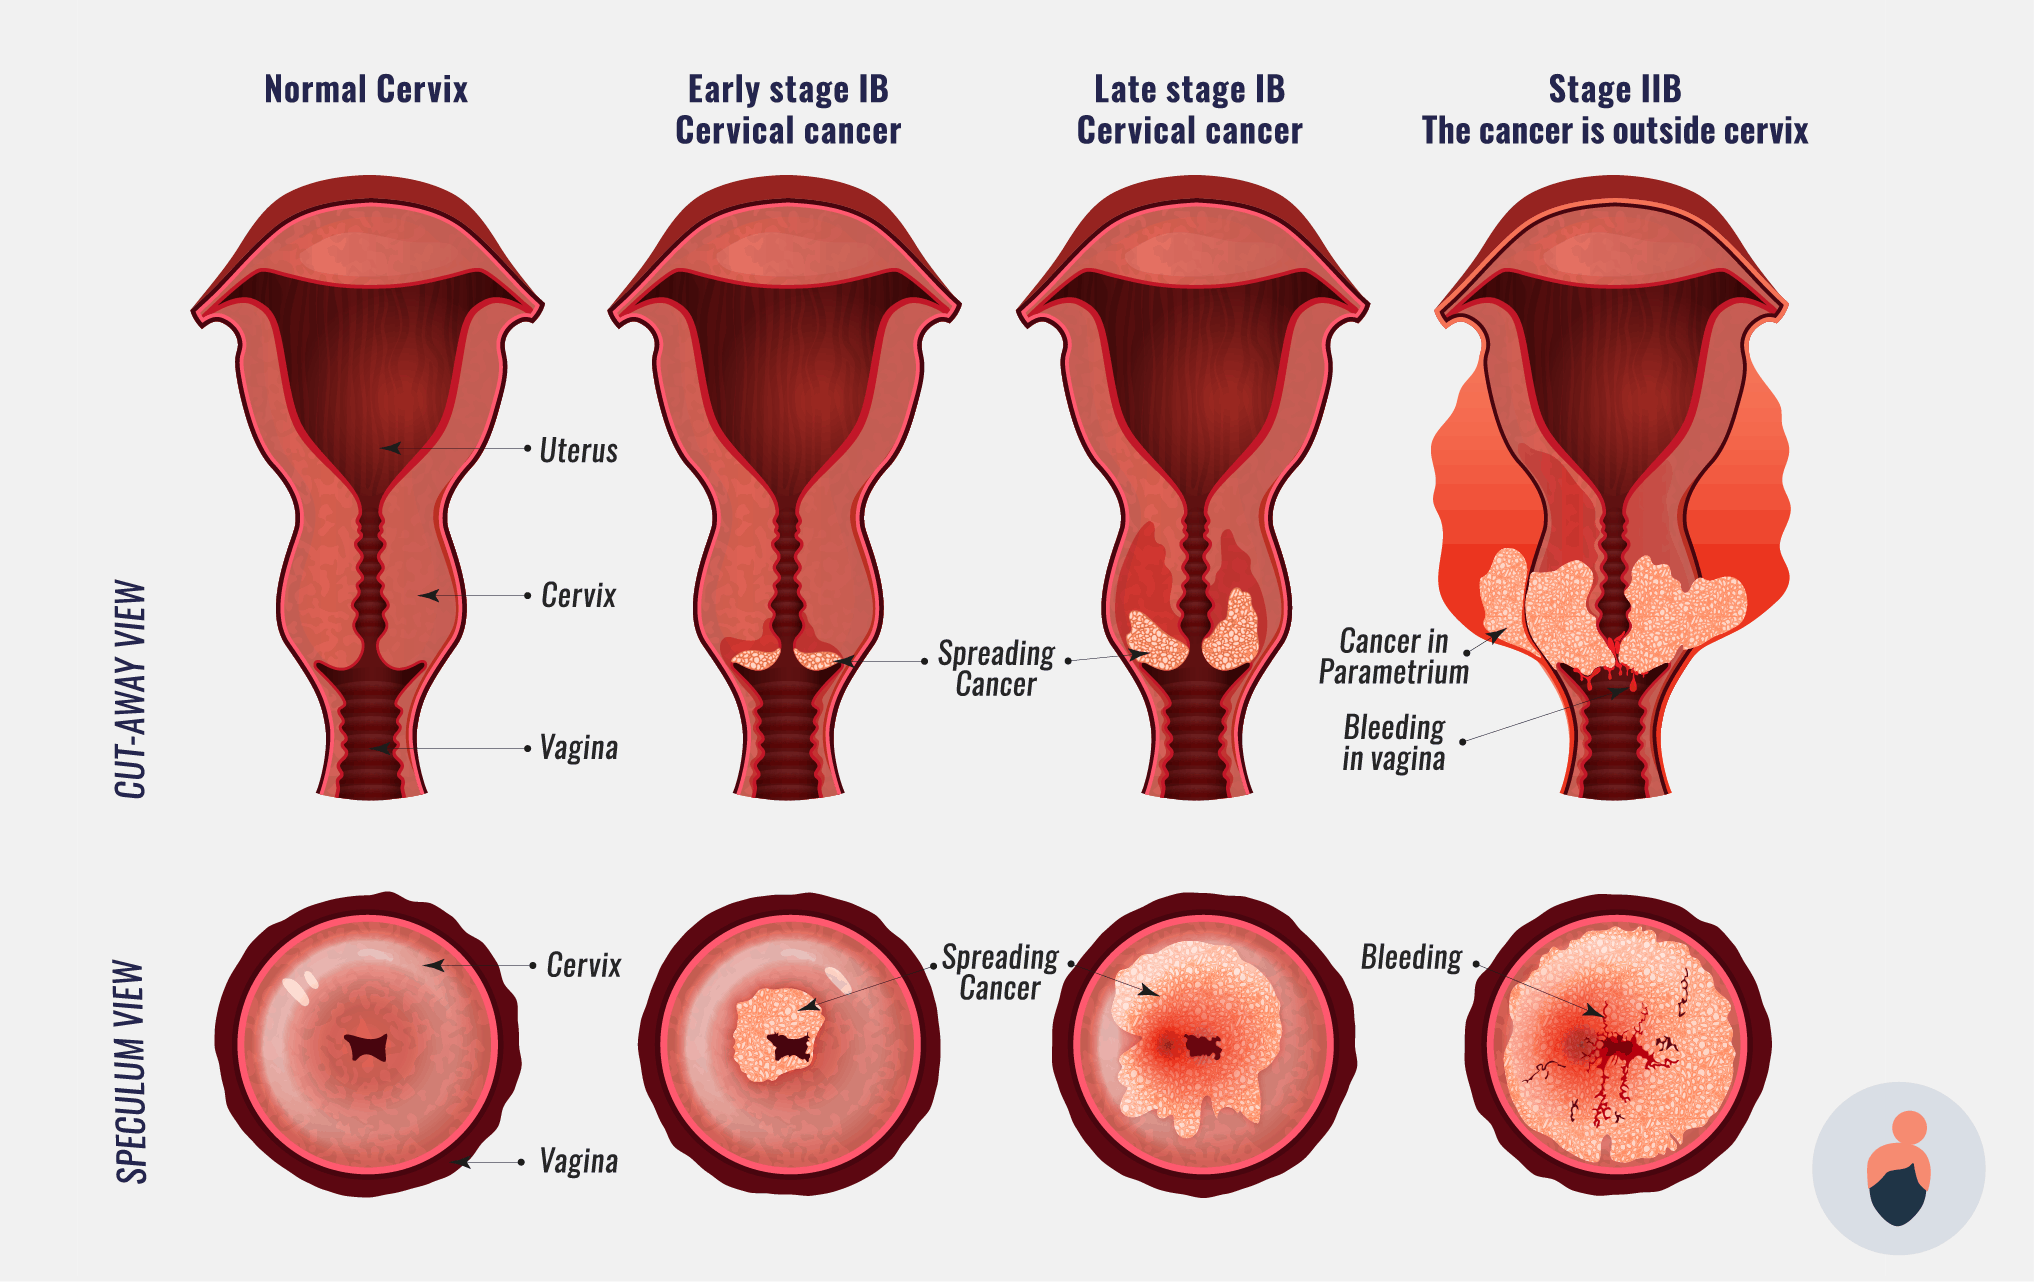 Normal Cervix
Early stage IB
Cervical cancer
Late stage IB
Cervical cancer
Stage IIB
The cancer is outside cervix
CUT-AWAY VIEW
Uterus
Cervix
Vagina
Spreading
Cancer
Cancer in
Parametrium
Bleeding
in vagina
SPECULUM VIEW
Cervix
Vagina
Spreading
Cancer
Bleeding